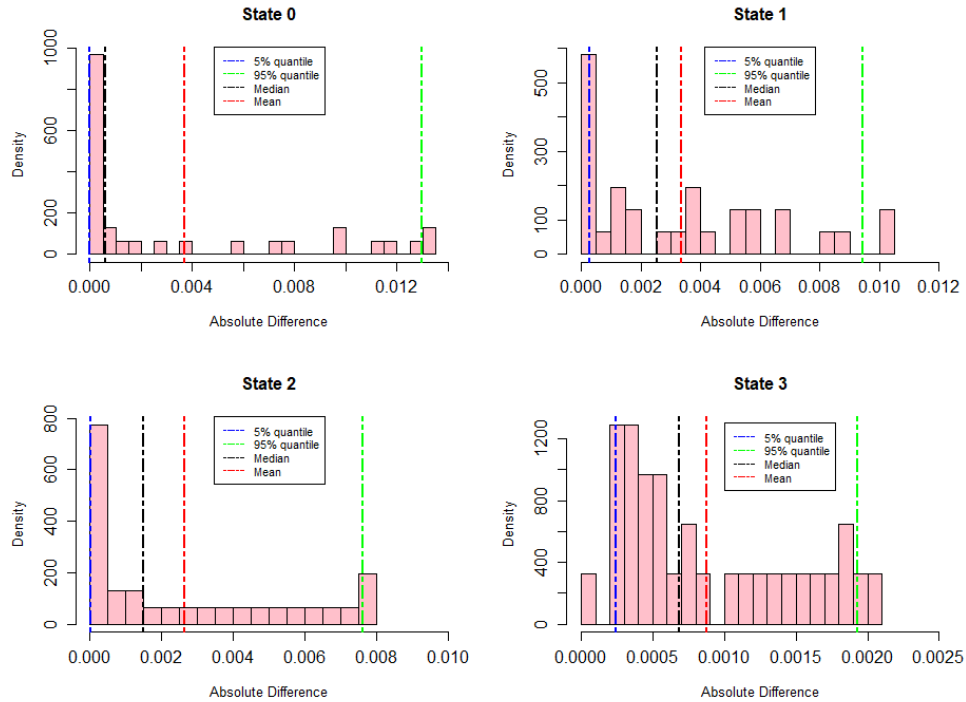 State 0
Density
0 200 600 1000
5% quantile
95% quantile
Median
Mean
0.000 0.004 0.008 0.012
Absolute Difference
State 1
Density
0 100 300 500
5% quantile
95% quantile
Median
Mean
0.000 0.002 0.004 0.006 0.008 0.010 0.012
Absolute Difference
State 2
Density
0 200 400 600 800
5% quantile
95% quantile
Median
Mean
0.000 0.002 0.004 0.006 0.008 0.010
Absolute Difference
State 3
Density
0 400 800 1200
5% quantile
95% quantile
Median
Mean
0.0000 0.0005 0.0010 0.0015 0.0020 0.0025
Absolute Difference